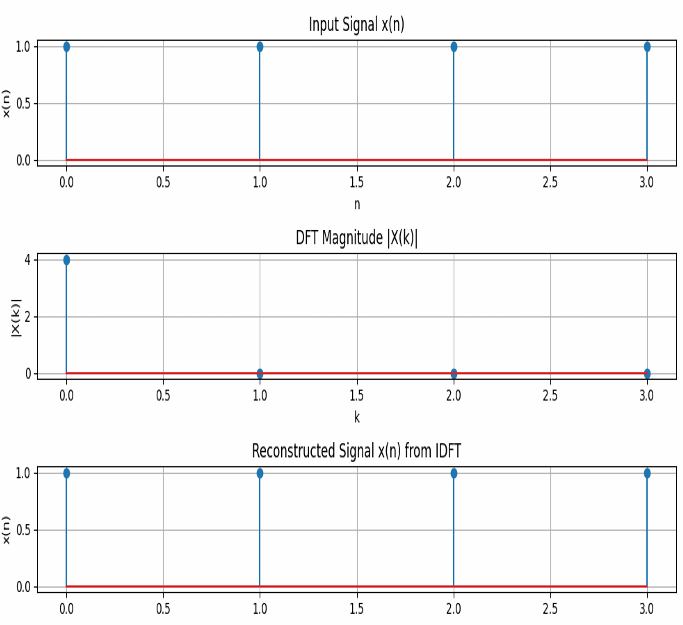 Input Signal x(n)
1.0
0.5
0.0
x(n)
0.0 0.5 1.0 1.5 2.0 2.5 3.0
n
DFT Magnitude |X(k)|
4
2
0
|X(k)|
0.0 0.5 1.0 1.5 2.0 2.5 3.0
k
Reconstructed Signal x(n) from IDFT
1.0
0.5
0.0
x(n)
0.0 0.5 1.0 1.5 2.0 2.5 3.0